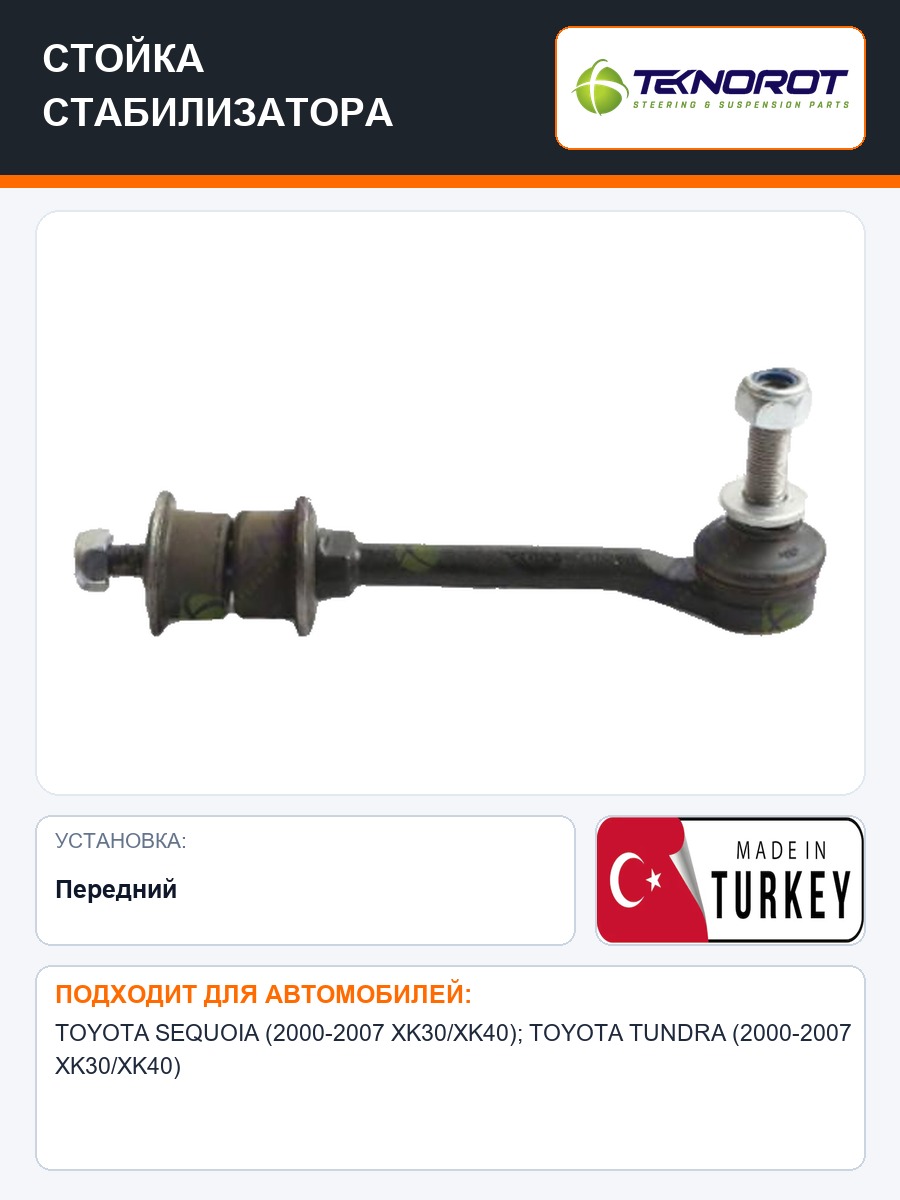 СТОЙКА
СТАБИЛИЗАТОРА
TEKNOROT
STEERING & SUSPENSION PARTS
УСТАНОВКА:
Передний
MADE IN
TURKEY
ПОДХОДИТ ДЛЯ АВТОМОБИЛЕЙ:
TOYOTA SEQUOIA (2000-2007 XK30/XK40); TOYOTA TUNDRA (2000-2007
XK30/XK40)